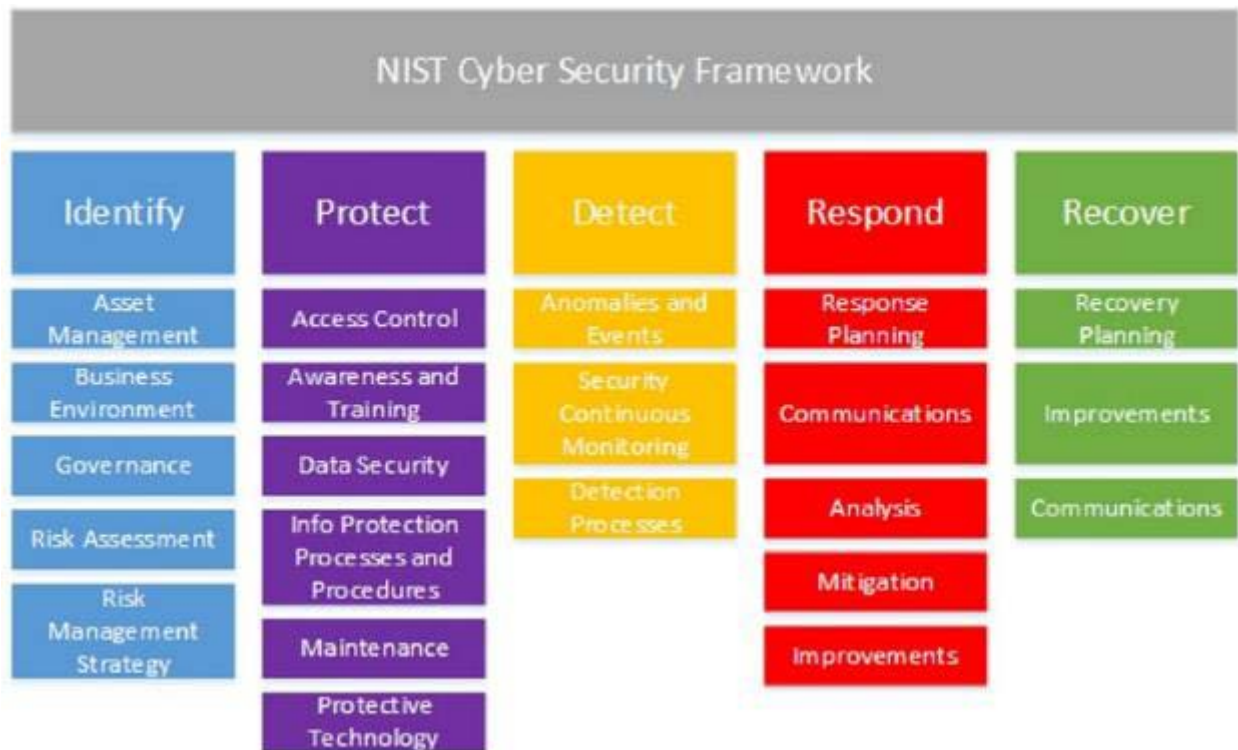 NIST Cyber Security Framework
Identify
Asset
Management
Business
Environment
Governance
Risk Assessment
Risk
Management
Strategy
Protect
Access Control
Awareness and
Training
Data Security
Info Protection
Processes and
Procedures
Maintenance
Protective
Technology
Detect
Anomalies and
Events
Security
Continuous
Monitoring
Detection
Processes
Respond
Response
Planning
Communications
Analysis
Mitigation
Improvements
Recover
Recovery
Planning
Improvements
Communications